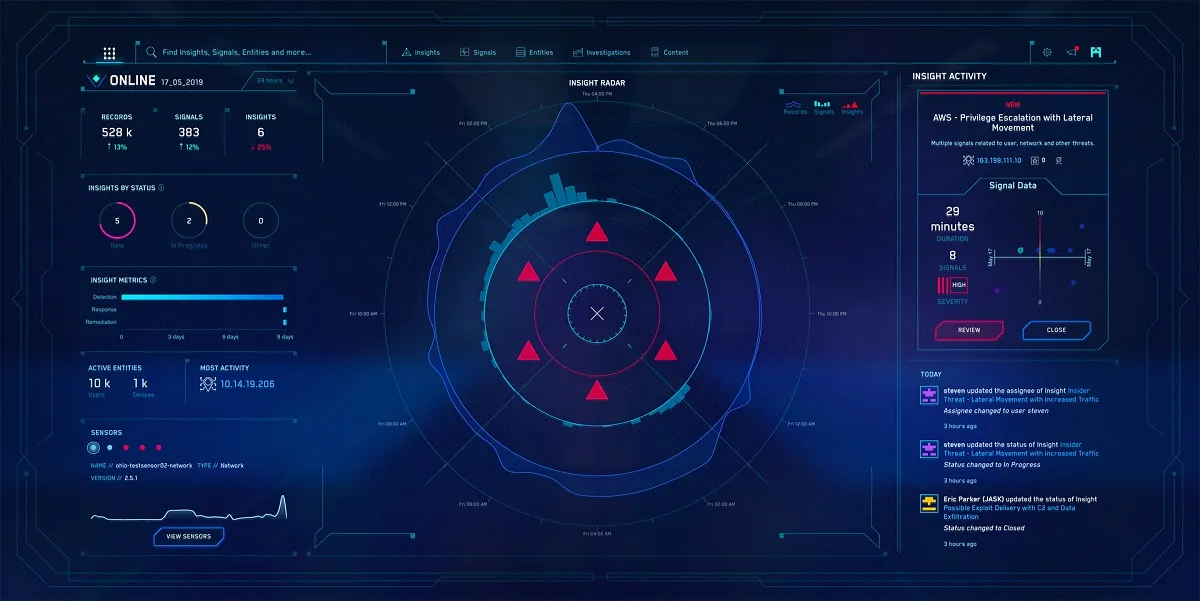 Find Insights, Signals, Entities and more...
Insights
Signals
Entities
Investigations
Content
ONLINE 17_05_2019
24 hours
RECORDS
528 k
13%
SIGNALS
383
12%
INSIGHTS
6
25%
INSIGHTS BY STATUS
5
New
2
In Progress
0
Other
INSIGHT METRICS
Detection
Response
Remediation
0
3 days
6 days
9 days
ACTIVE ENTITIES
10 k
Users
1 k
Devices
MOST ACTIVITY
10.14.19.206
SENSORS
NAME // ohio-testsensor02-network TYPE // Network
VERSION // 2.5.1
VIEW SENSORS
INSIGHT RADAR
Thu 04:00 PM
Records
Signals
Insights
Fri 02:00 PM
Thu 06:00 PM
Fri 12:00 PM
Thu 08:00 PM
Fri 10:00 AM
Thu 10:00 PM
Fri 08:00 AM
Fri 12:00 AM
Fri 06:00 AM
Fri 02:00 AM
Fri 04:00 AM
INSIGHT ACTIVITY
NEW
AWS - Privilege Escalation with Lateral
Movement
Multiple signals related to user, network and other threats.
163.198.111.10
0
Signal Data
29
minutes
DURATION
8
SIGNALS
HIGH
SEVERITY
10
May 17
May 17
0
REVIEW
CLOSE
TODAY
steven updated the assignee of Insight Insider
Threat - Lateral Movement with Increased Traffic
Assignee changed to user steven
3 hours ago
steven updated the status of Insight Insider
Threat - Lateral Movement with Increased Traffic
Status changed to In Progress
3 hours ago
Eric Parker (JASK) updated the status of Insight
Possible Exploit Delivery with C2 and Data
Exfiltration
Status changed to Closed
3 hours ago